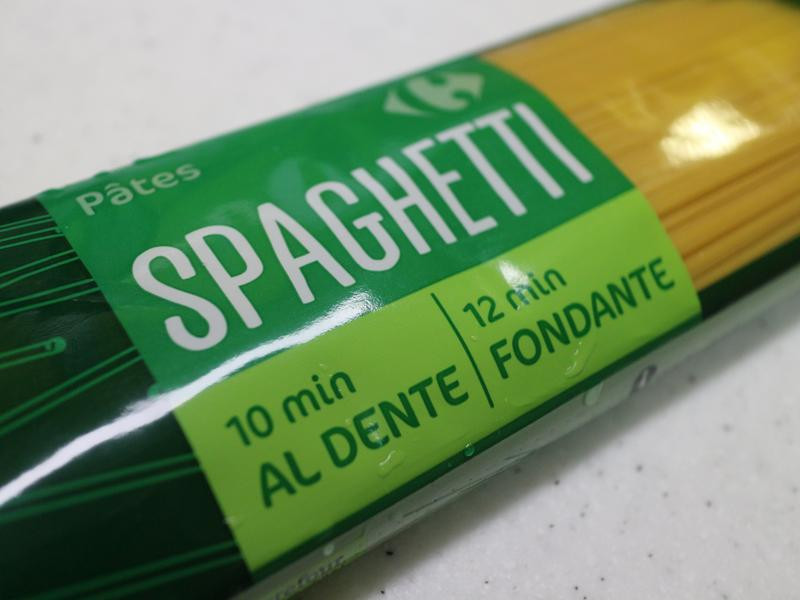 Pâtes
SPAGHETTI
10 min
AL DENTE
12 min
FONDANTE